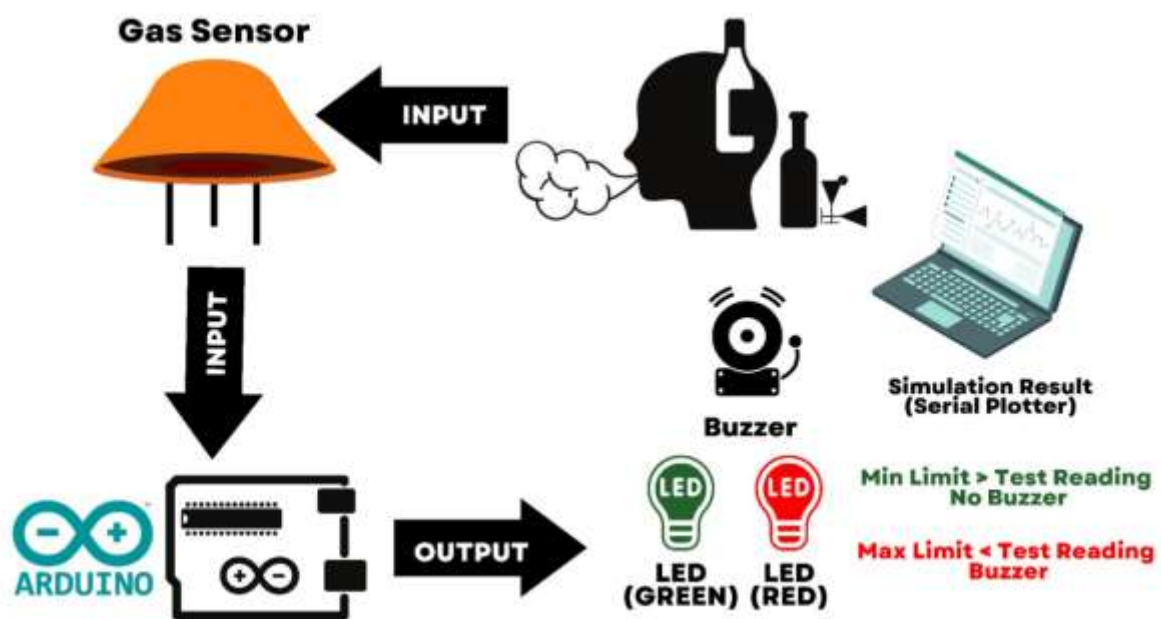 Gas Sensor
INPUT
INPUT
Simulation Result
(Serial Plotter)
Buzzer
ARDUINO
OUTPUT
LED
LED
LED
(GREEN)
LED
(RED)
Min Limit > Test Reading
No Buzzer
Max Limit < Test Reading
Buzzer